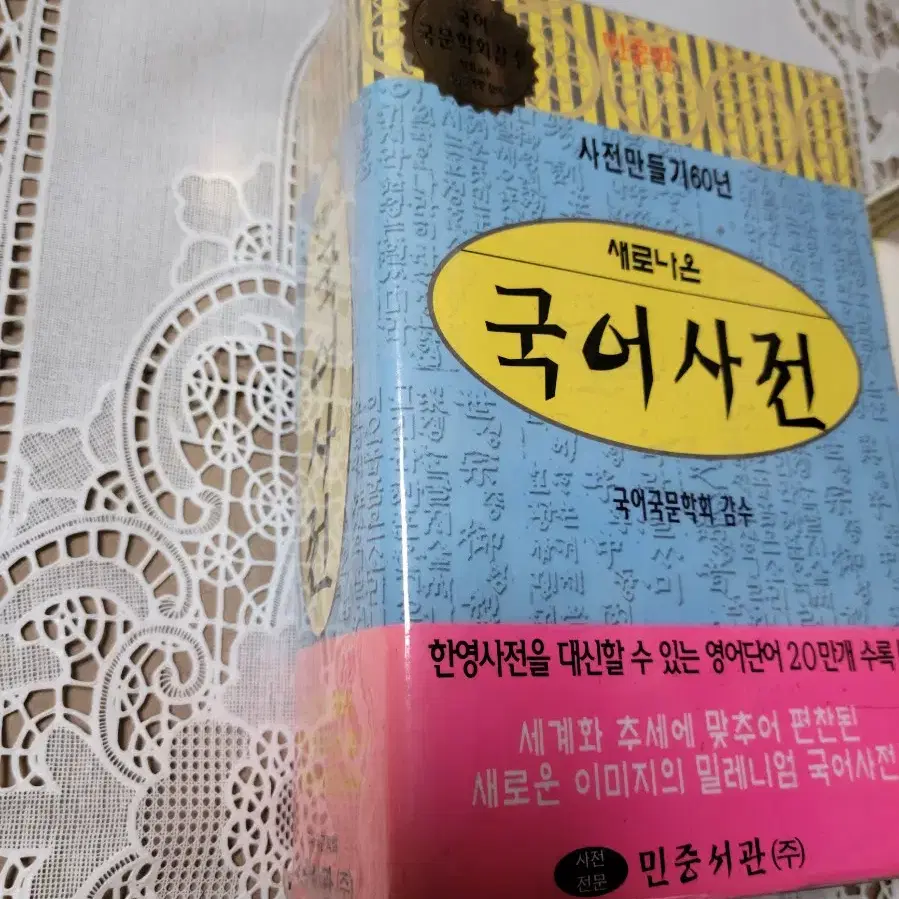 국어
국문학회감수
민중판
사전만들기60년
새로나온
국어사전
국어국문학회 감수
한영사전을 대신할 수 있는 영어단어 20만개 수록
세계화 추세에 맞추어 편찬된
새로운 이미지의 밀레니엄 국어사전
사전
전문
민중서관(주)